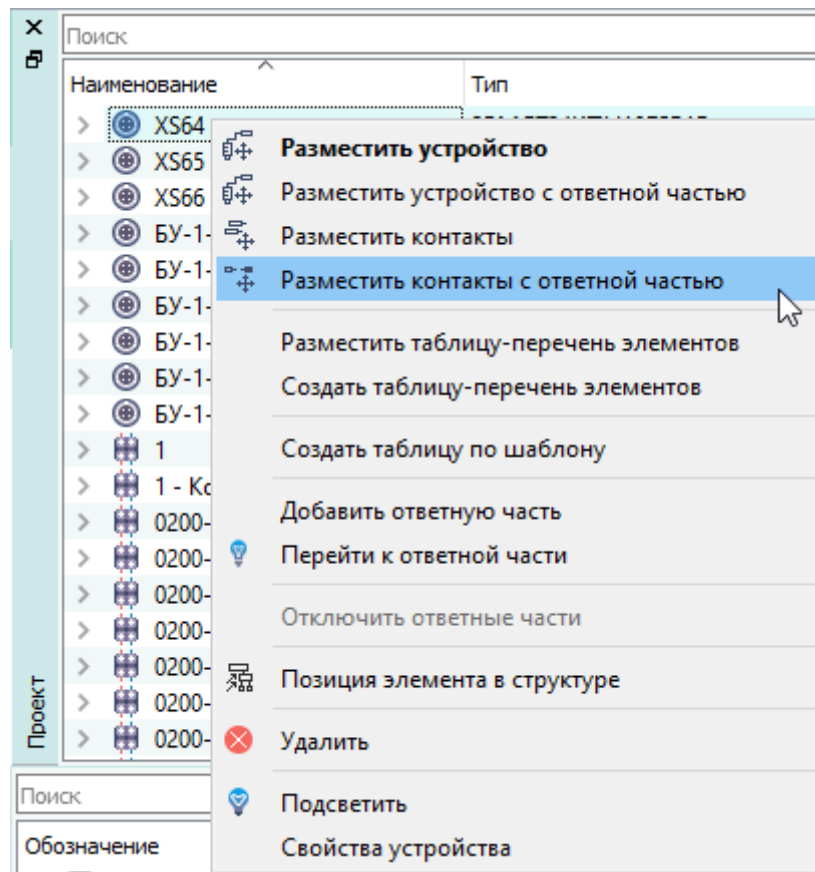 Поиск
Наименование Тип
XS64
XS65
XS66
БУ-1-
БУ-1-
БУ-1-
БУ-1-
БУ-1-
БУ-1-
1
1 - Ко
0200-
0200-
0200-
0200-
0200-
0200-
0200-
Разместить устройство
Разместить устройство с ответной частью
Разместить контакты
Разместить контакты с ответной частью
Разместить таблицу-перечень элементов
Создать таблицу-перечень элементов
Создать таблицу по шаблону
Добавить ответную часть
Перейти к ответной части
Отключить ответные части
Позиция элемента в структуре
Удалить
Подсветить
Свойства устройства
Проект
Поиск
Обозначение